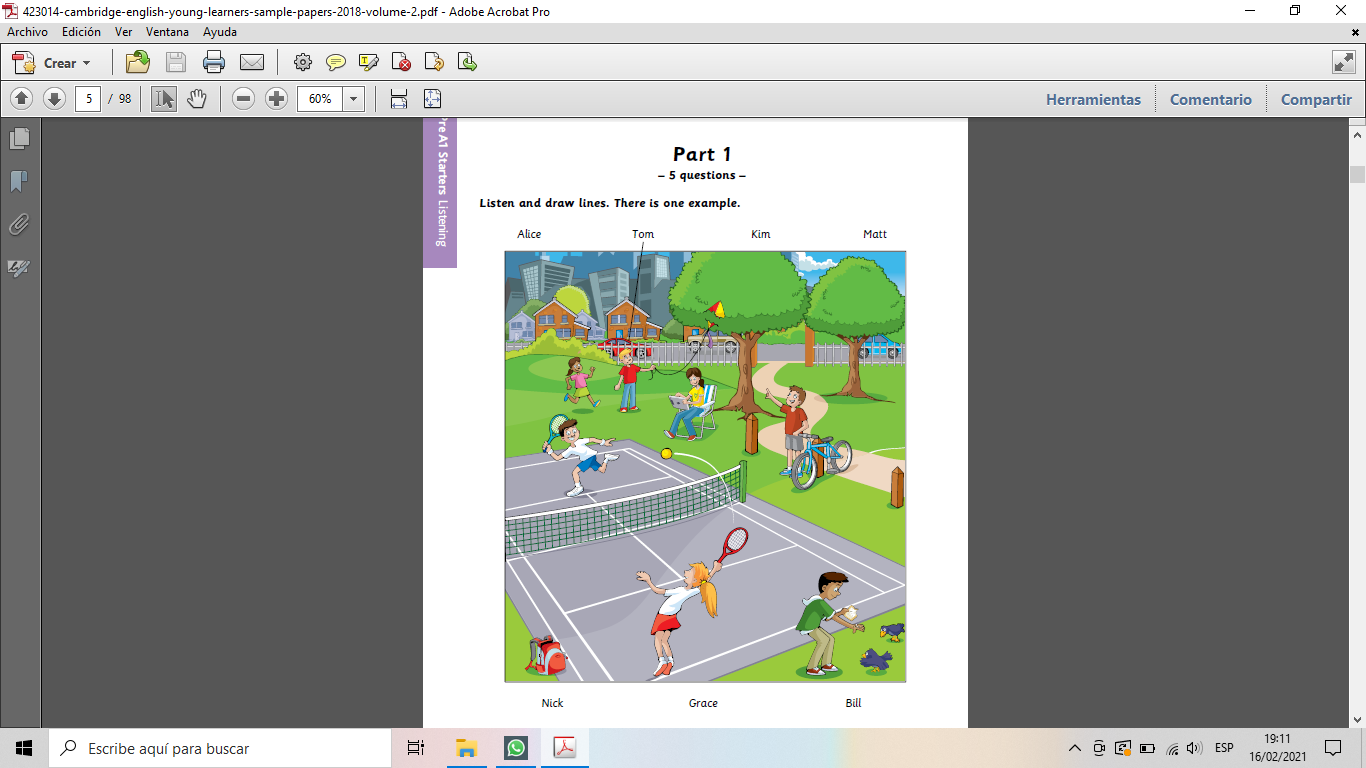 423014-cambridge-english-young-learners-sample-papers-2018-volume-2.pdf - Adobe Acrobat Pro
Archivo Edición Ver Ventana Ayuda
Crear
5 / 98 60% Herramientas Comentario Compartir
Pre A1 Starters Listening
Part 1
– 5 questions –
Listen and draw lines. There is one example.
Alice Tom Kim Matt
Nick Grace Bill
Escribe aquí para buscar
ESP
19:11
16/02/2021